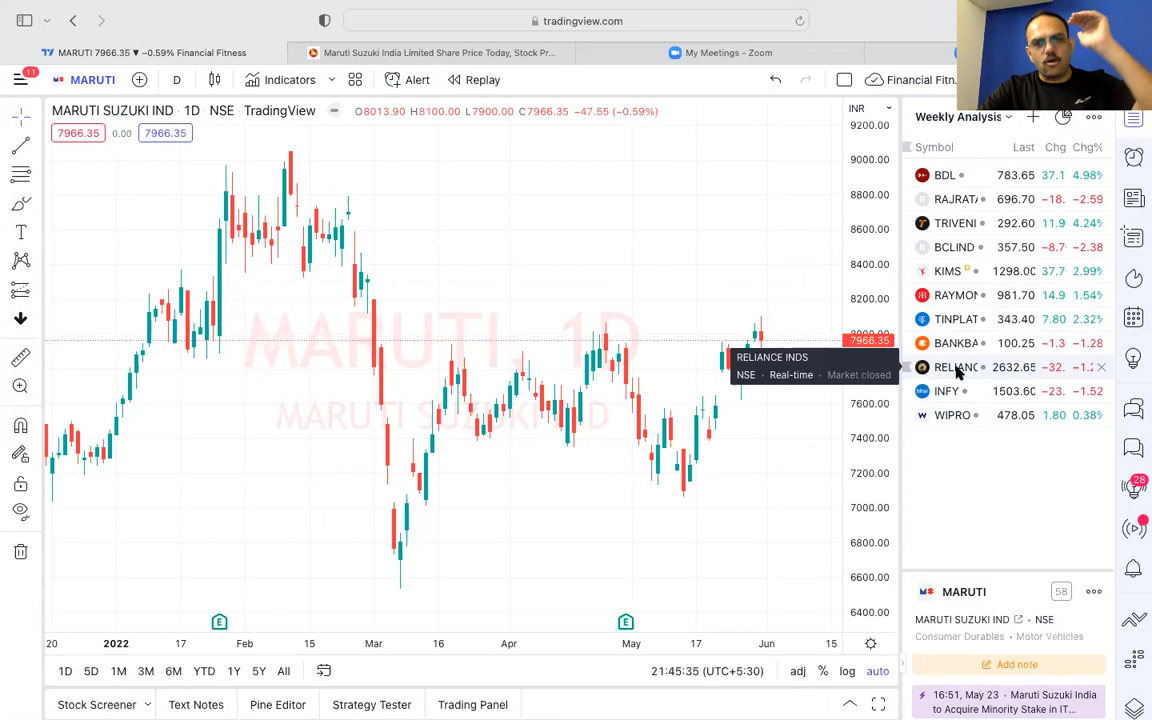 tradingview.com
MARUTI 7966.35 ▼ −0.59% Financial Fitness
Maruti Suzuki India Limited Share Price Today, Stock Pr...
My Meetings - Zoom
11
MARUTI
D
Indicators
Alert
Replay
Financial Fitn..
MARUTI SUZUKI IND · 1D · NSE · TradingView
O8013.90 H8100.00 L7900.00 C7966.35 −47.55 (−0.59%)
INR
7966.35 0.00 7966.35
9200.00
9000.00
8800.00
8600.00
8400.00
8200.00
8000.00
7966.35
7600.00
7400.00
7200.00
7000.00
6800.00
6600.00
6400.00
MARUTI, 1D
MARUTI SUZUKI IND
RELIANCE INDS
NSE • Real-time • Market closed
E
E
20 2022 17 Feb 15 Mar 16 Apr May 17 Jun 15
1D 5D 1M 3M 6M YTD 1Y 5Y All
21:45:35 (UTC+5:30)
adj % log auto
Stock Screener
Text Notes
Pine Editor
Strategy Tester
Trading Panel
Weekly Analysis
Symbol Last Chg Chg%
BDL 783.65 37.1 4.98%
RAJRATA 696.70 −18. −2.59
TRIVENI 292.60 11.9 4.24%
BCLIND 357.50 −8.7 −2.38
KIMS D 1298.00 37.7 2.99%
RAYMON 981.70 14.9 1.54%
TINPLAT 343.40 7.80 2.32%
BANKBA 100.25 −1.3 −1.28
RELIANC 2632.65 −32. −1.2
INFY 1503.60 −23. −1.52
WIPRO 478.05 1.80 0.38%
28
MARUTI
58
MARUTI SUZUKI IND • NSE
Consumer Durables • Motor Vehicles
Add note
16:51, May 23 • Maruti Suzuki India
to Acquire Minority Stake in IT...